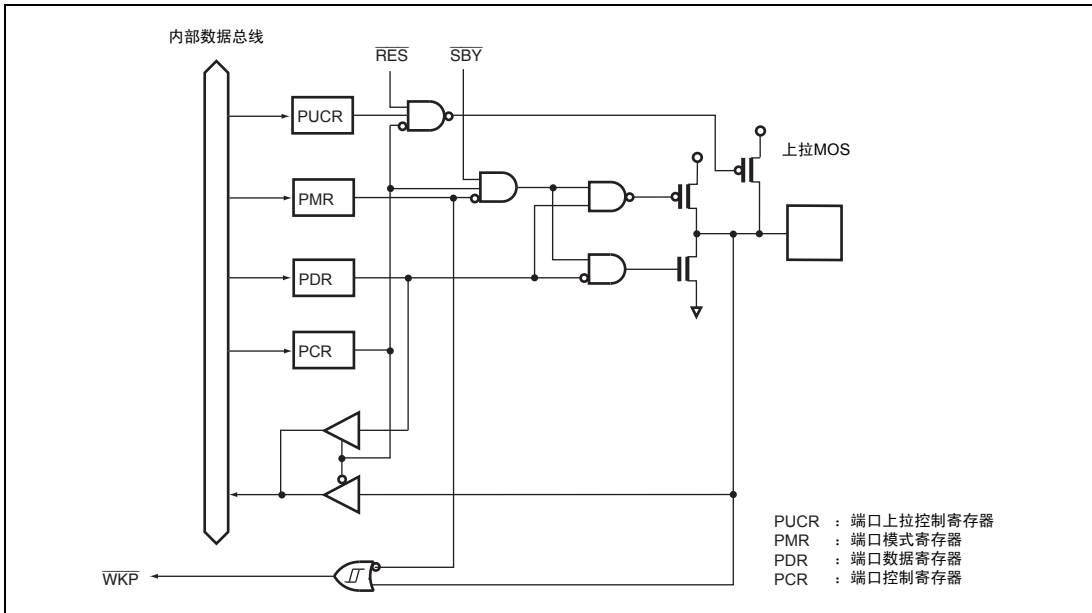 内部数据总线
RES
SBY
PUCR
上拉MOS
PMR
PDR
PCR
PUCR : 端口上拉控制寄存器
PMR : 端口模式寄存器
PDR : 端口数据寄存器
PCR : 端口控制寄存器
WKP